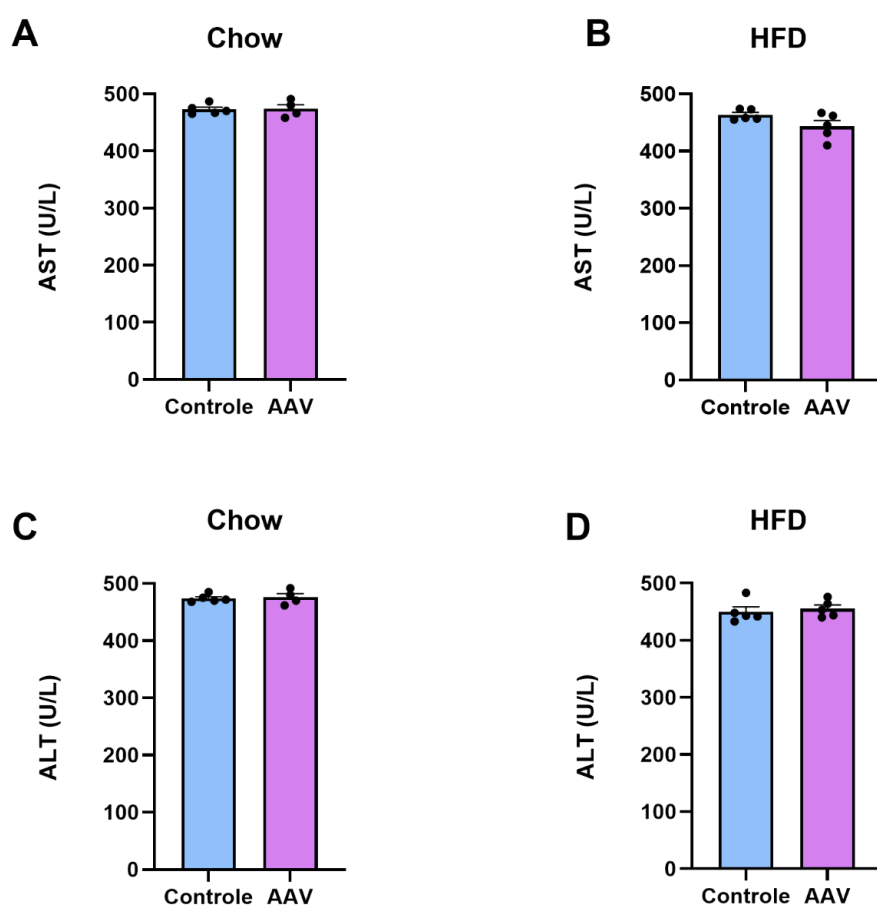 A
Chow
AST (U/L)
500
400
300
200
100
0
Controle AAV
B
HFD
AST (U/L)
500
400
300
200
100
0
Controle AAV
C
Chow
ALT (U/L)
500
400
300
200
100
0
Controle AAV
D
HFD
ALT (U/L)
500
400
300
200
100
0
Controle AAV